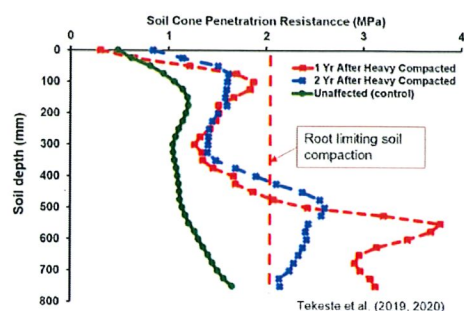 Soil Cone Penetratrion Resistancce (MPa)
0 1 2 3 4
0
100
200
300
400
500
600
700
800
Soil depth (mm)
1 Yr After Heavy Compacted
2 Yr After Heavy Compacted
Unaffected (control)
Root limiting soil
compaction
Tekeste et al. (2019, 2020)